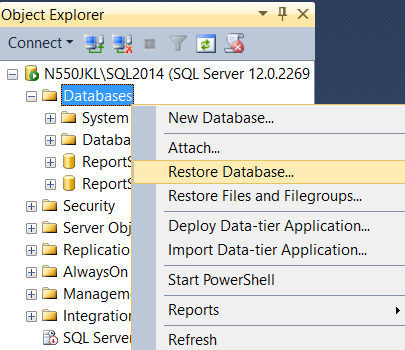 Object Explorer
Connect
N550JKL\SQL2014 (SQL Server 12.0.2269
Databases
System
Databa
ReportS
ReportS
Security
Server Obj
Replicatio
AlwaysOn
Managem
Integration
SQL Server
New Database...
Attach...
Restore Database...
Restore Files and Filegroups...
Deploy Data-tier Application...
Import Data-tier Application...
Start PowerShell
Reports
Refresh